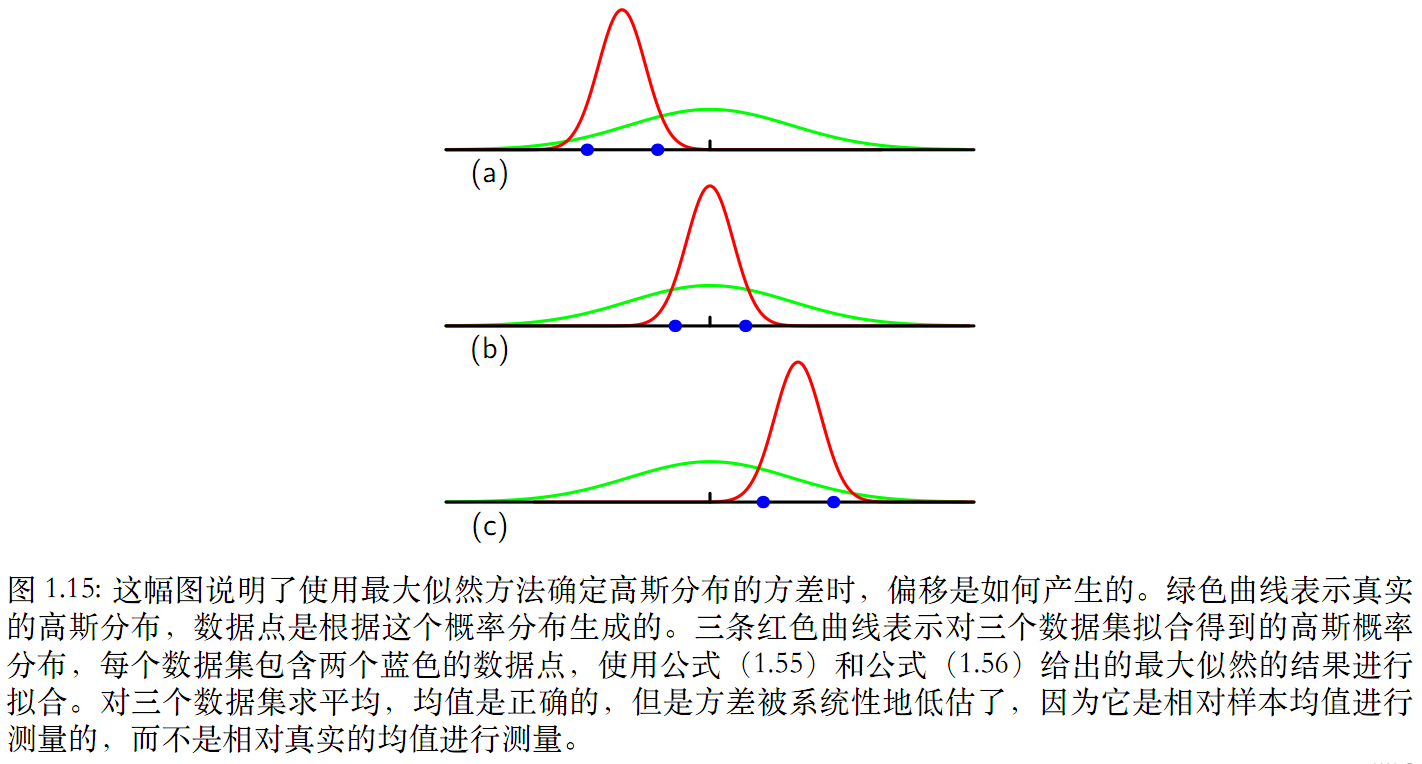 (a)
(b)
(c)
图 1.15: 这幅图说明了使用最大似然方法确定高斯分布的方差时，偏移是如何产生的。绿色曲线表示真实
的高斯分布，数据点是根据这个概率分布生成的。三条红色曲线表示对三个数据集拟合得到的高斯概率
分布，每个数据集包含两个蓝色的数据点，使用公式（1.55）和公式（1.56）给出的最大似然的结果进行
拟合。对三个数据集求平均，均值是正确的，但是方差被系统性地低估了，因为它是相对样本均值进行
测量的，而不是相对真实的均值进行测量。